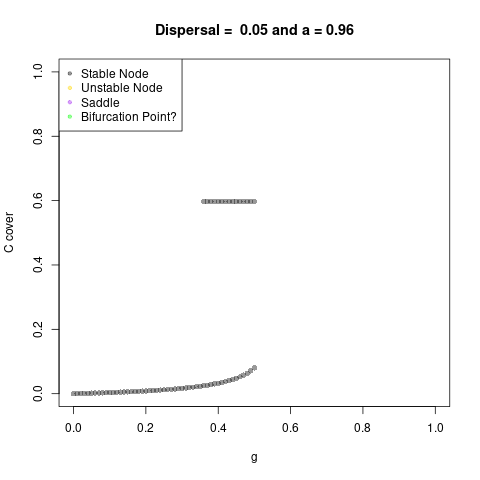 Dispersal =  0.05 and a = 0.96
Stable Node
Unstable Node
Saddle
Bifurcation Point?
C cover
1.0
0.8
0.6
0.4
0.2
0.0
0.0 0.2 0.4 0.6 0.8 1.0
g